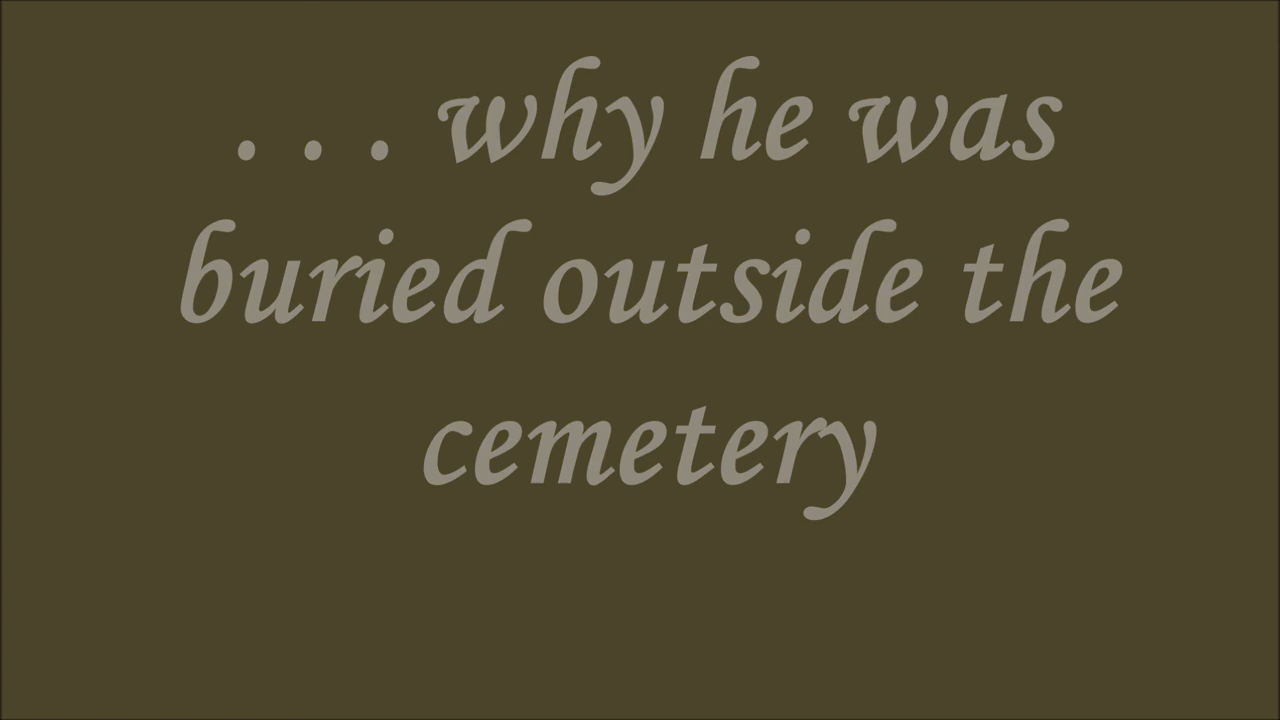 . . . why he was
buried outside the
cemetery